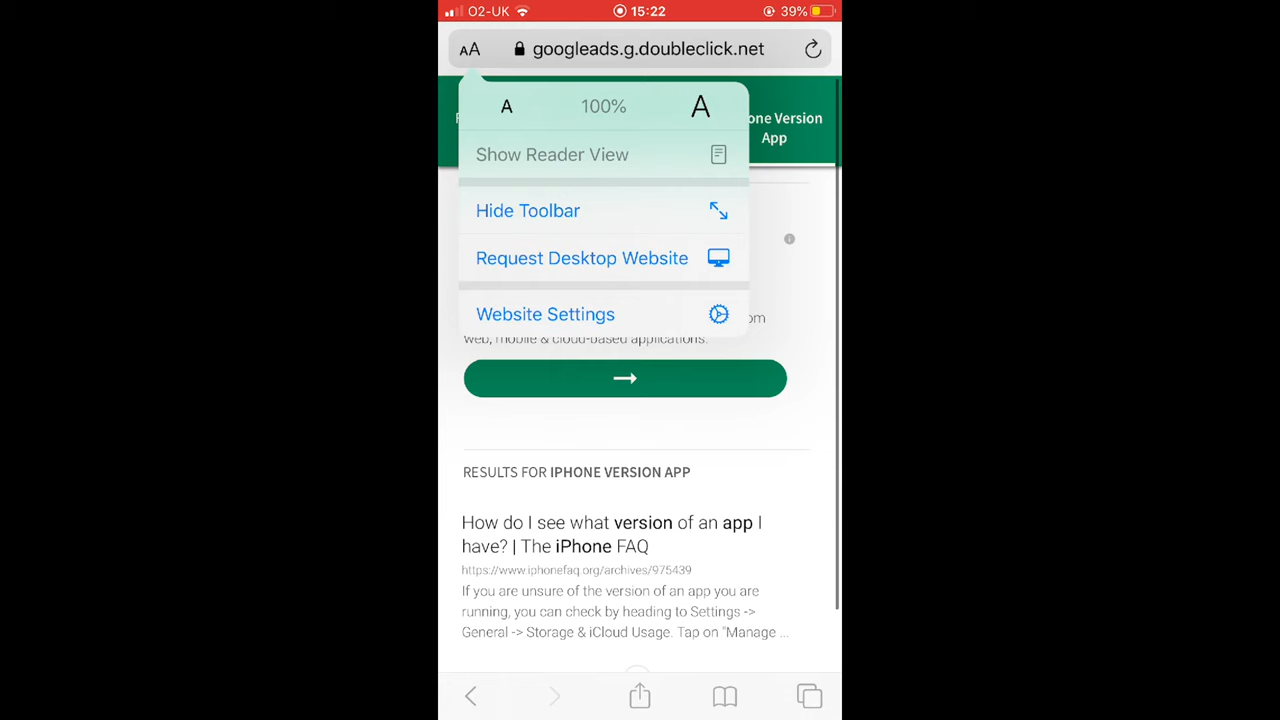 O2-UK 15:22 39%
AA googleads.g.doubleclick.net
A 100% A
one Version
App
Show Reader View
Hide Toolbar
Request Desktop Website
Website Settings
om
web, mobile & cloud-based applications.
RESULTS FOR IPHONE VERSION APP
How do I see what version of an app I
have? | The iPhone FAQ
https://www.iphonefaq.org/archives/975439
If you are unsure of the version of an app you are
running, you can check by heading to Settings ->
General -> Storage & iCloud Usage. Tap on "Manage ...